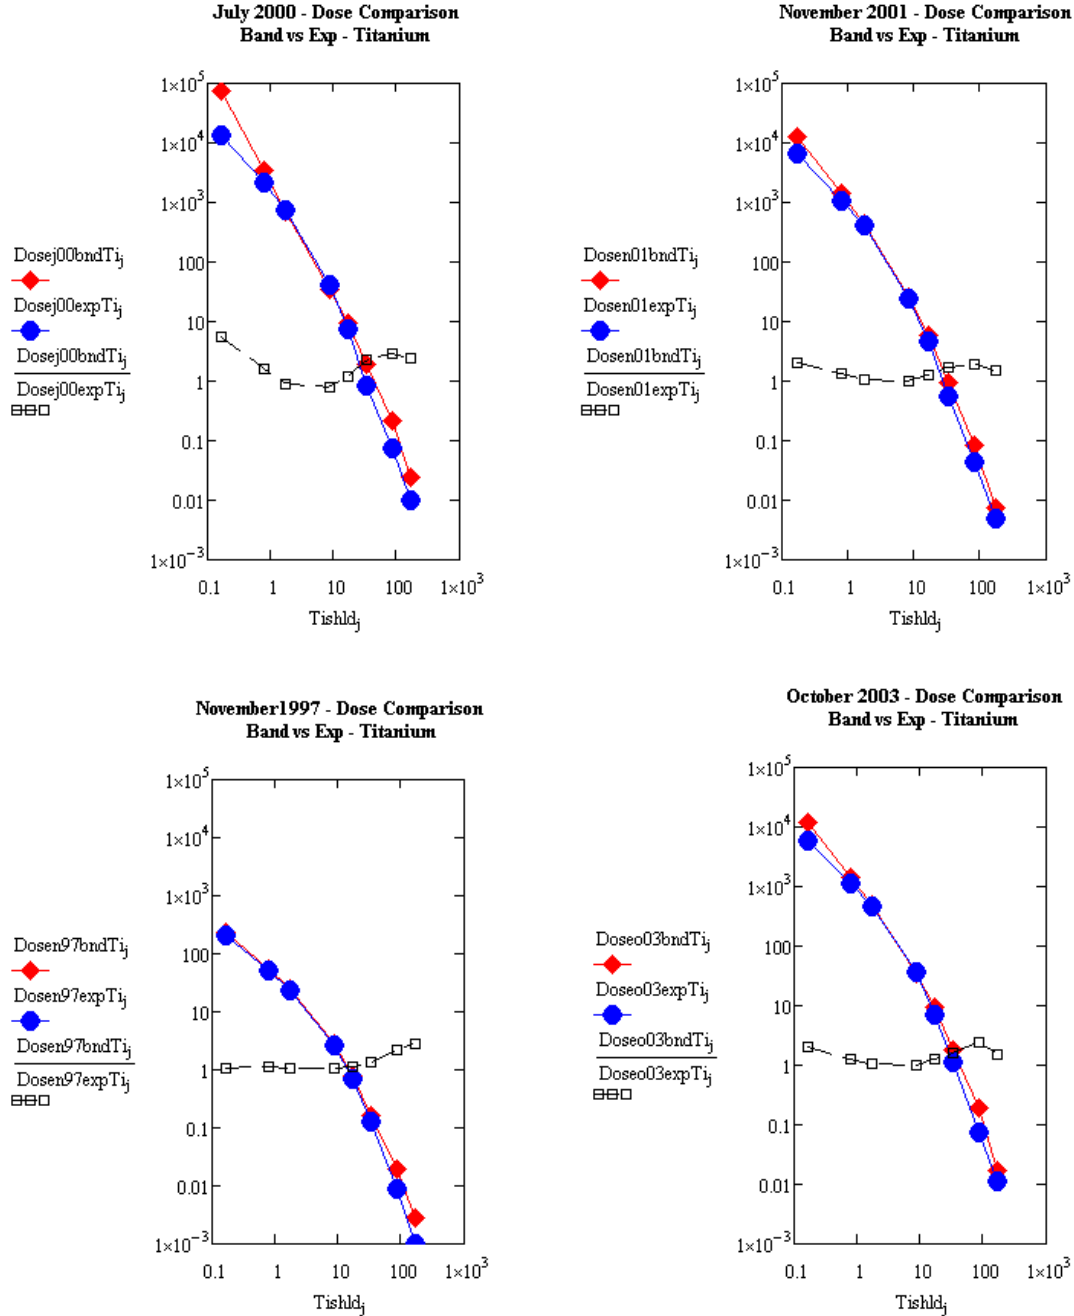 July 2000 - Dose Comparison
Band vs Exp - Titanium
1×10^5
1×10^4
1×10^3
100
10
1
0.1
0.01
1×10^-3
0.1 1 10 100 1×10^3
Tishld_j
Dosej00bndTi_j
Dosej00expTi_j
Dosej00bndTi_j
Dosej00expTi_j
November 2001 - Dose Comparison
Band vs Exp - Titanium
1×10^5
1×10^4
1×10^3
100
10
1
0.1
0.01
1×10^-3
0.1 1 10 100 1×10^3
Tishld_j
Dosen01bndTi_j
Dosen01expTi_j
Dosen01bndTi_j
Dosen01expTi_j
November1997 - Dose Comparison
Band vs Exp - Titanium
1×10^5
1×10^4
1×10^3
100
10
1
0.1
0.01
1×10^-3
0.1 1 10 100 1×10^3
Tishld_j
Dosen97bndTi_j
Dosen97expTi_j
Dosen97bndTi_j
Dosen97expTi_j
October 2003 - Dose Comparison
Band vs Exp - Titanium
1×10^5
1×10^4
1×10^3
100
10
1
0.1
0.01
1×10^-3
0.1 1 10 100 1×10^3
Tishld_j
Doseo03bndTi_j
Doseo03expTi_j
Doseo03bndTi_j
Doseo03expTi_j